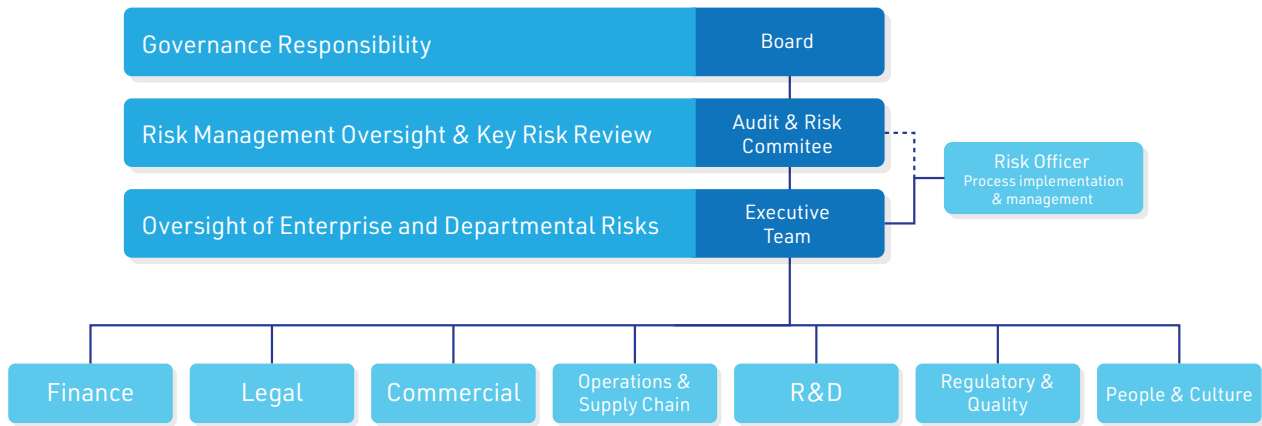 Governance Responsibility
Board
Risk Management Oversight & Key Risk Review
Audit & Risk
Commitee
Risk Officer
Process implementation
& management
Oversight of Enterprise and Departmental Risks
Executive
Team
Finance
Legal
Commercial
Operations &
Supply Chain
R&D
Regulatory &
Quality
People & Culture